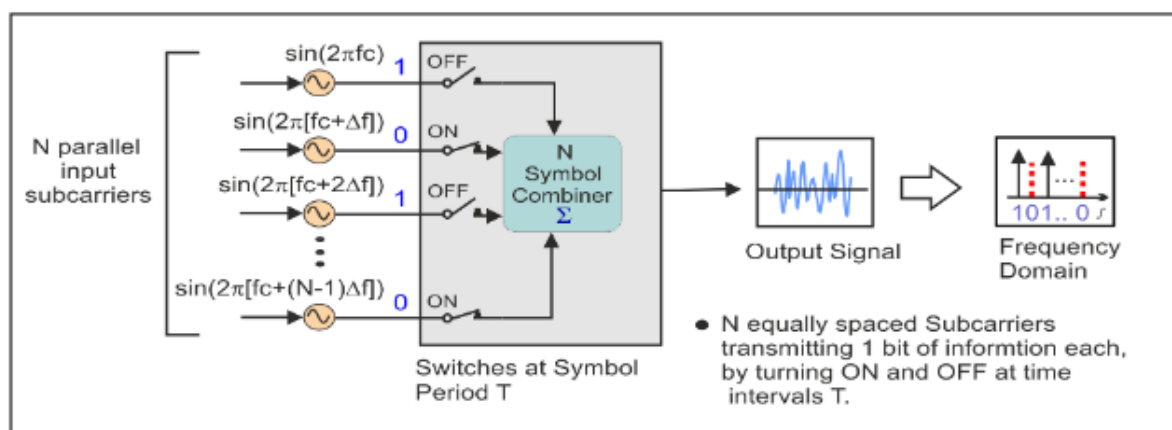 sin(2πfc)
1
OFF
sin(2π[fc+Δf])
0
ON
N parallel
input
subcarriers
sin(2π[fc+2Δf])
1
OFF
N
Symbol
Combiner
Σ
sin(2π[fc+(N-1)Δf])
0
ON
Switches at Symbol
Period T
Output Signal
...
101.. 0 f
Frequency
Domain
● N equally spaced Subcarriers
transmitting 1 bit of informtion each,
by turning ON and OFF at time
intervals T.